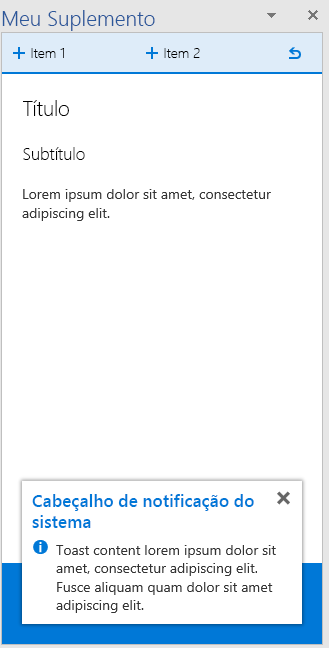 Meu Suplemento
Item 1 Item 2
Título
Subtítulo
Lorem ipsum dolor sit amet, consectetur
adipiscing elit.
Cabeçalho de notificação do
sistema
Toast content lorem ipsum dolor sit
amet, consectetur adipiscing elit.
Fusce aliquam quam dolor sit amet
adipiscing elit.